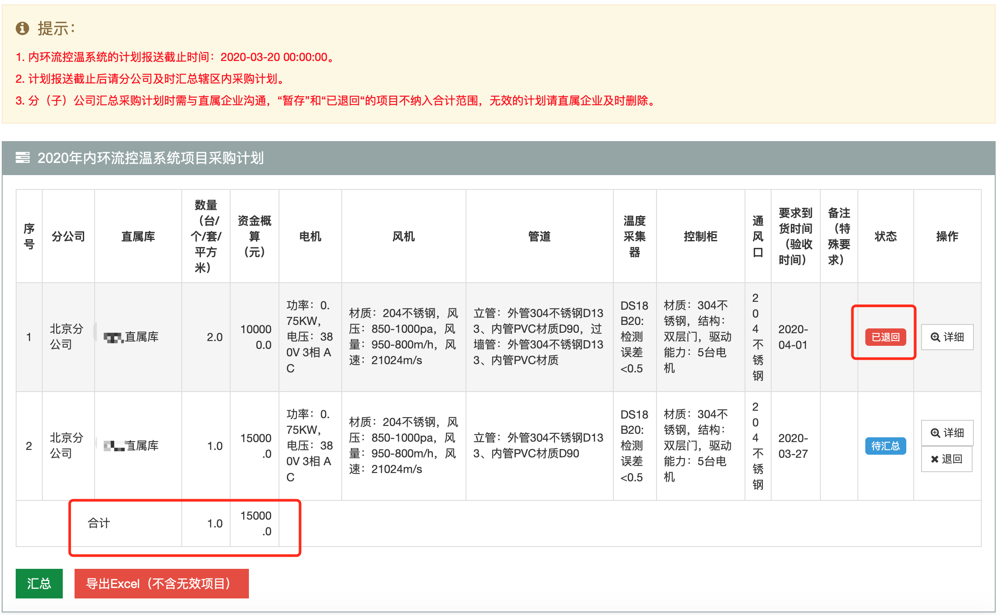 提示：
1. 内环流控温系统的计划报送截止时间：2020-03-20 00:00:00。
2. 计划报送截止后请分公司及时汇总辖区内采购计划。
3. 分（子）公司汇总采购计划时需与直属企业沟通，“暂存”和“已退回“的项目不纳入合计范围，无效的计划请直属企业及时删除。
2020年内环流控温系统项目采购计划
序
号
分公司
直属库
数量
（台/
个/套/
平方
米）
资金概
算
（元）
电机
风机
管道
温度
采集
器
控制柜
通
风
口
要求到
货时间
（验收
时间）
备注
（特
殊要
求）
状态
操作
1
北京分
公司
直属库
2.0
10000
0.0
功率：0.
75KW，
电压：38
0V 3相 A
C
材质：204不锈钢，风
压：850-1000pa，风
量：950-800m/h，风
速：21024m/s
立管：外管304不锈钢D13
3、内管PVC材质D90，过
墙管：外管304不锈钢D13
3、内管PVC材质
DS18
B20:
检测
误差
<0.5
材质：304不
锈钢，结构：
双层门，驱动
能力：5台电
机
2
0
4
不
锈
钢
2020-
04-01
已退回
详细
2
北京分
公司
直属库
1.0
15000
.0
功率：0.
75KW，
电压：38
0V 3相 A
C
材质：204不锈钢，风
压：850-1000pa，风
量：950-800m/h，风
速：21024m/s
立管：外管304不锈钢D13
3、内管PVC材质D90
DS18
B20:
检测
误差
<0.5
材质：304不
锈钢，结构：
双层门，驱动
能力：5台电
机
2
0
4
不
锈
钢
2020-
03-27
待汇总
详细
退回
合计
1.0
15000
.0
汇总
导出Excel（不含无效项目）